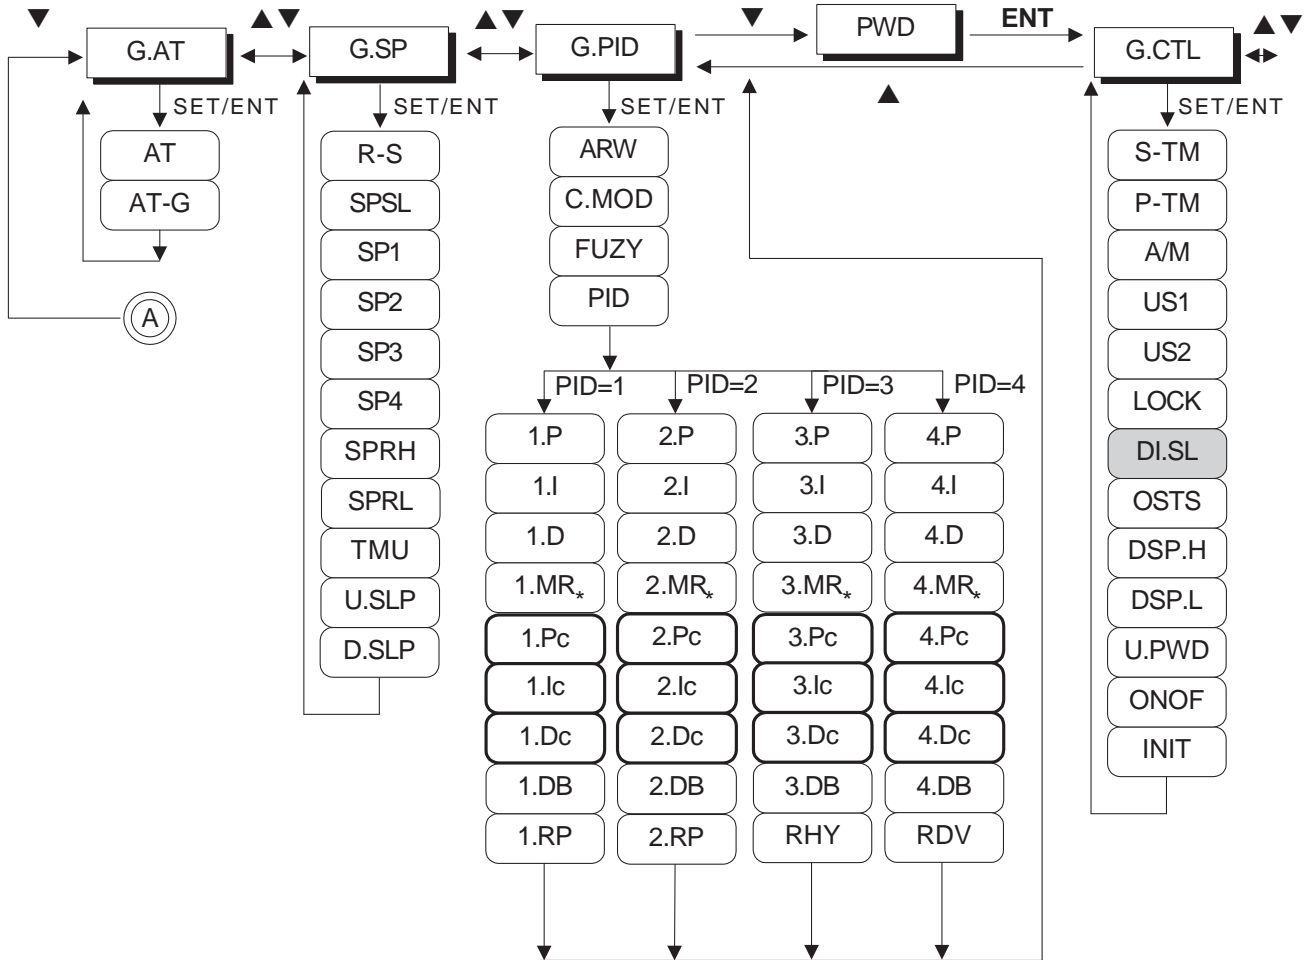 ▼ ▲▼ ▲▼ ▼ ENT ▲▼
G.AT G.SP G.PID PWD G.CTL
▲
SET/ENT SET/ENT SET/ENT SET/ENT
AT
AT-G
A
R-S
SPSL
SP1
SP2
SP3
SP4
SPRH
SPRL
TMU
U.SLP
D.SLP
ARW
C.MOD
FUZY
PID
PID=1 PID=2 PID=3 PID=4
1.P 2.P 3.P 4.P
1.I 2.I 3.I 4.I
1.D 2.D 3.D 4.D
1.MR* 2.MR* 3.MR* 4.MR*
1.Pc 2.Pc 3.Pc 4.Pc
1.Ic 2.Ic 3.Ic 4.Ic
1.Dc 2.Dc 3.Dc 4.Dc
1.DB 2.DB 3.DB 4.DB
1.RP 2.RP RHY RDV
S-TM
P-TM
A/M
US1
US2
LOCK
DI.SL
OSTS
DSP.H
DSP.L
U.PWD
ONOF
INIT